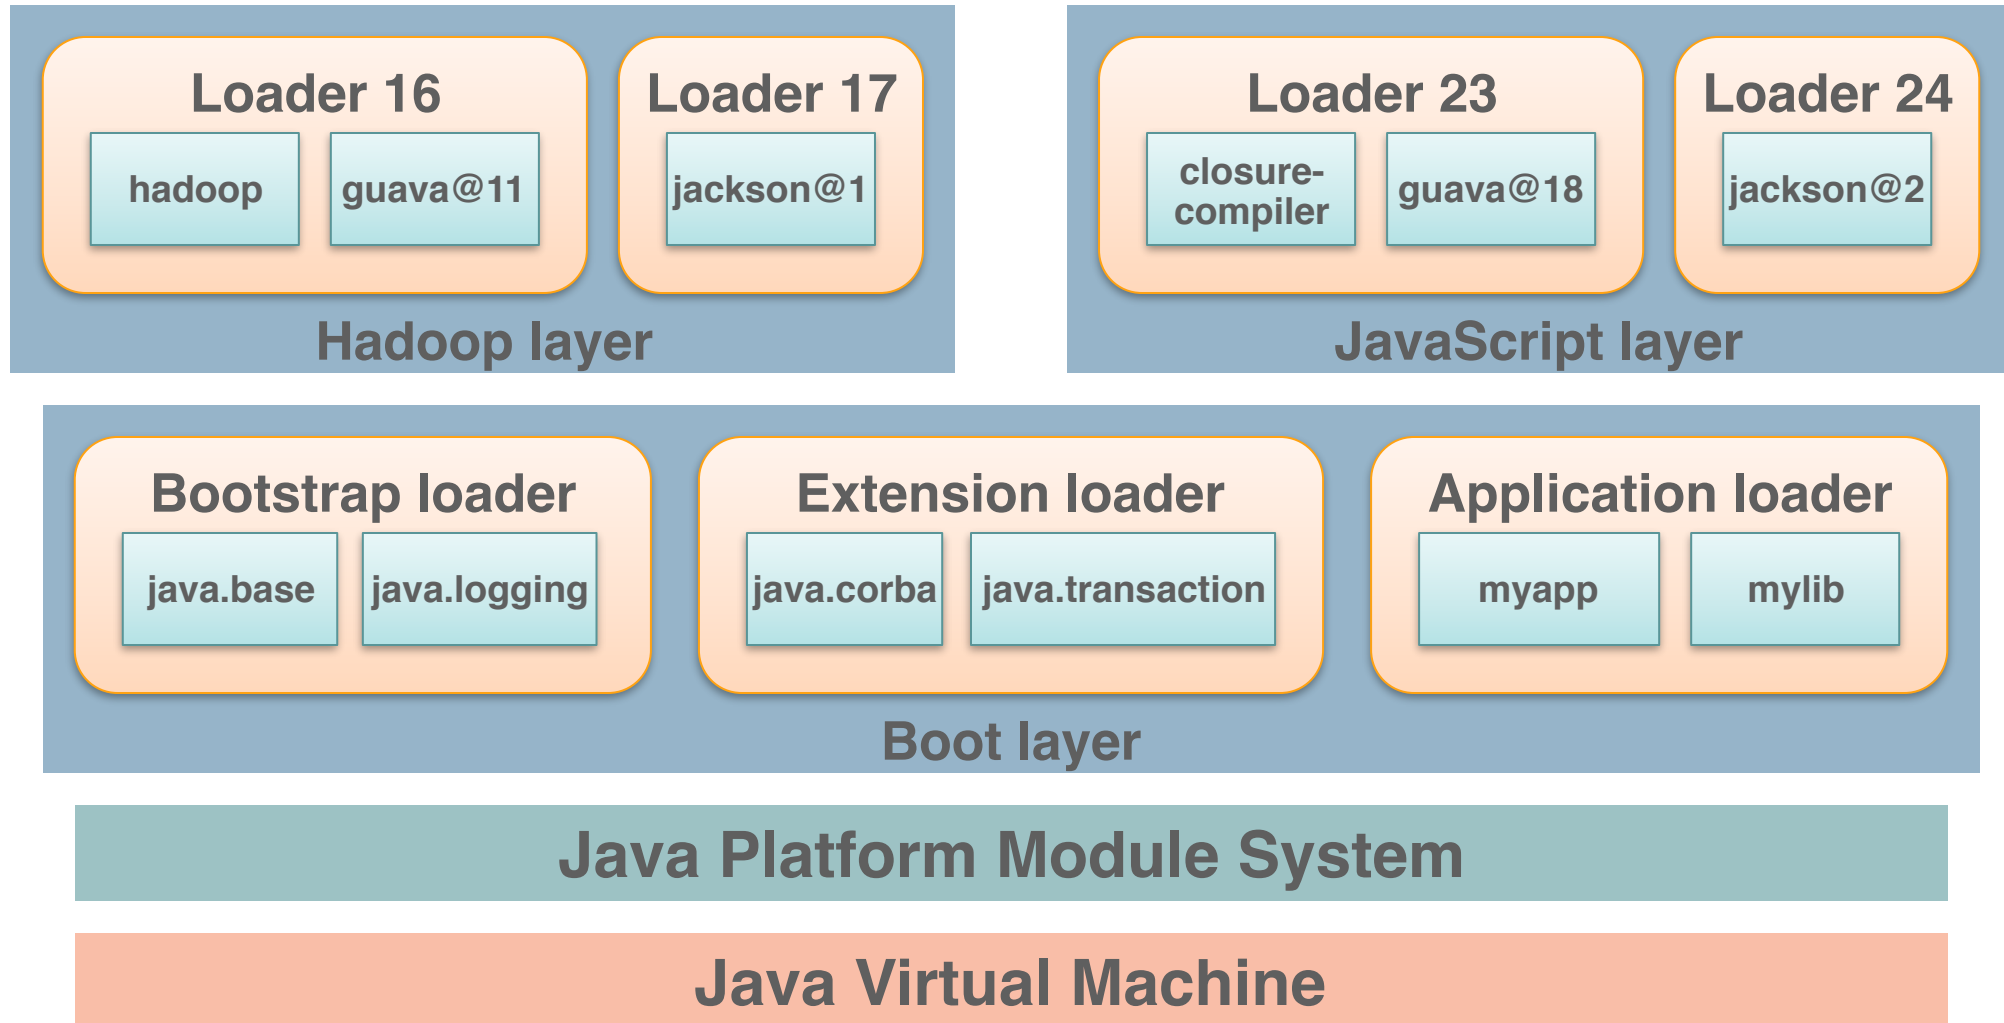 Loader 16
hadoop
guava@11
Loader 17
jackson@1
Hadoop layer
Loader 23
closure-
compiler
guava@18
Loader 24
jackson@2
JavaScript layer
Bootstrap loader
java.base
java.logging
Extension loader
java.corba
java.transaction
Application loader
myapp
mylib
Boot layer
Java Platform Module System
Java Virtual Machine